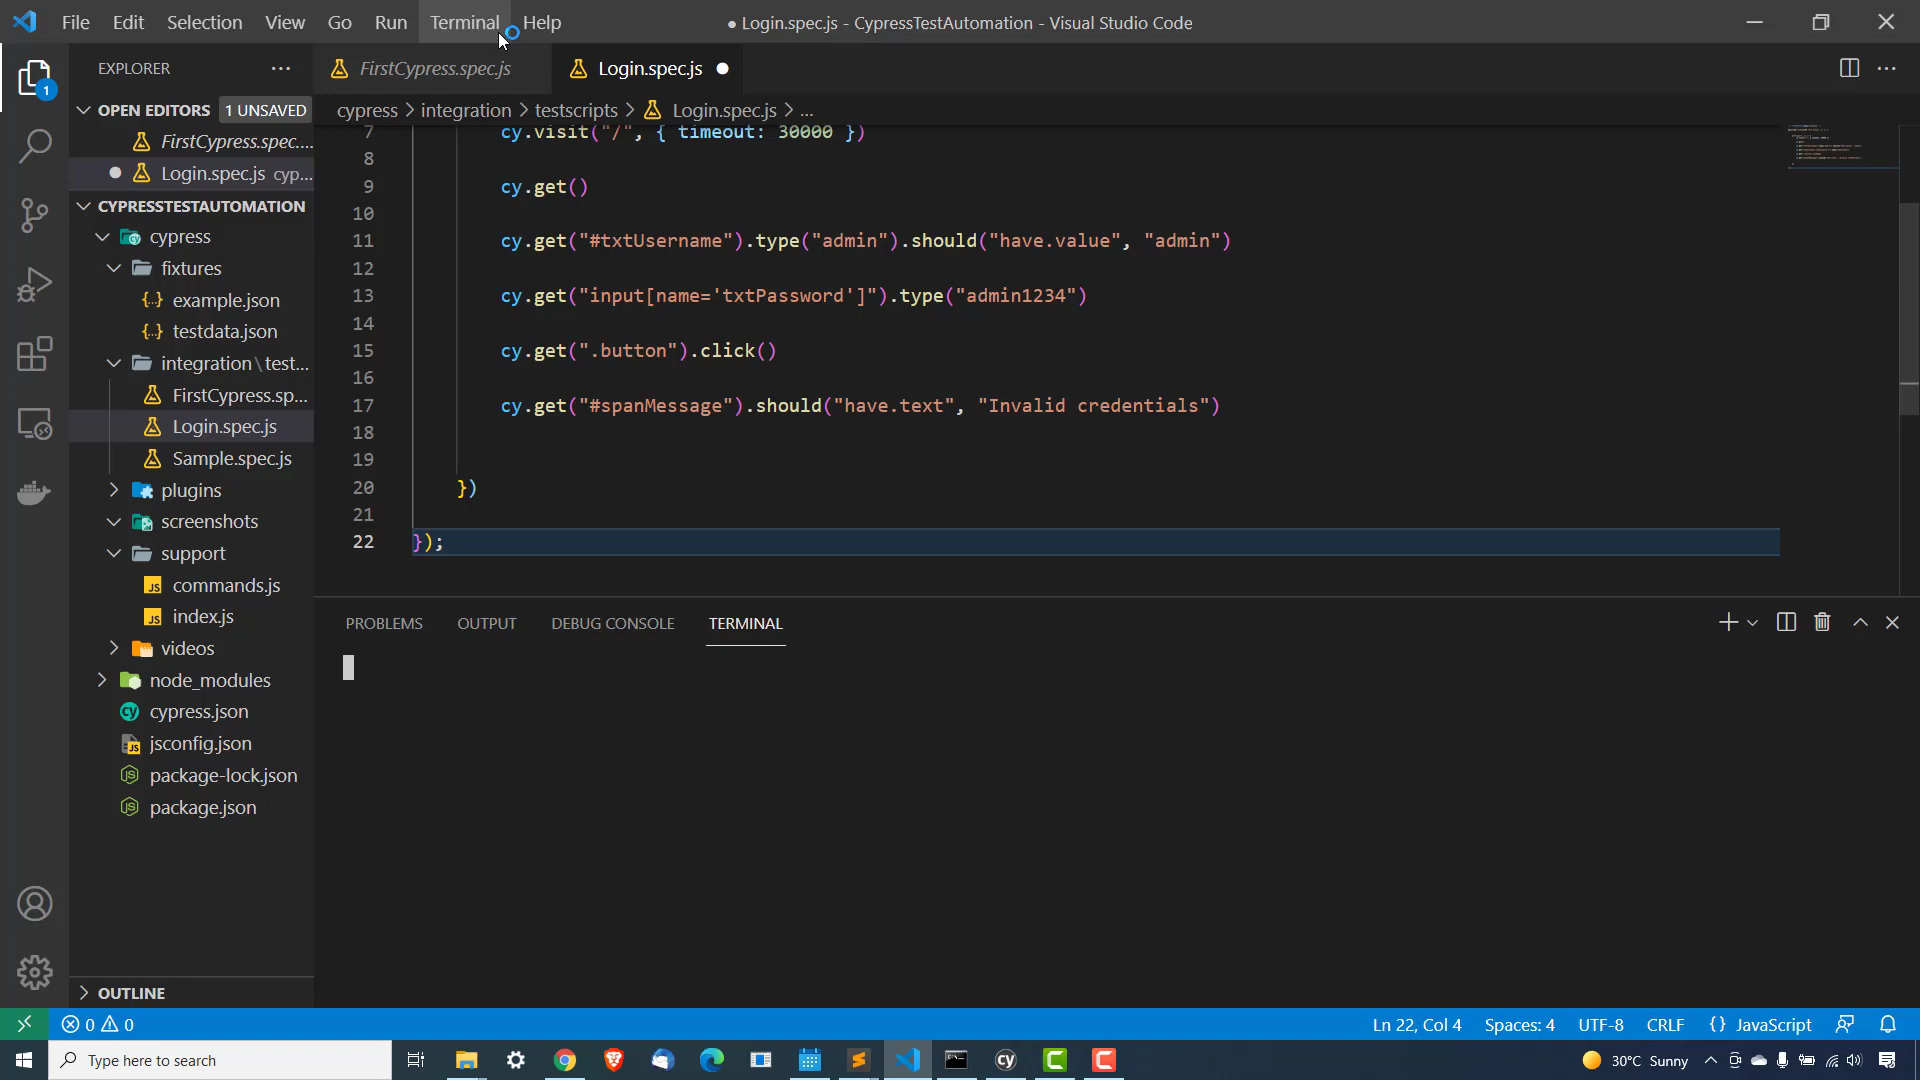 File Edit Selection View Go Run Terminal Help
● Login.spec.js - CypressTestAutomation - Visual Studio Code
EXPLORER
FirstCypress.spec.js
Login.spec.js
OPEN EDITORS 1 UNSAVED
FirstCypress.spec....
Login.spec.js cyp...
CYPRESSTESTAUTOMATION
cypress
fixtures
example.json
testdata.json
integration\test...
FirstCypress.sp...
Login.spec.js
Sample.spec.js
plugins
screenshots
support
commands.js
index.js
videos
node_modules
cypress.json
jsconfig.json
package-lock.json
package.json
OUTLINE
1
cypress > integration > testscripts > Login.spec.js > ...
7 cy.visit("/", { timeout: 30000 })
8
9 cy.get()
10
11 cy.get("#txtUsername").type("admin").should("have.value", "admin")
12
13 cy.get("input[name='txtPassword']").type("admin1234")
14
15 cy.get(".button").click()
16
17 cy.get("#spanMessage").should("have.text", "Invalid credentials")
18
19
20 })
21
22 });
PROBLEMS OUTPUT DEBUG CONSOLE TERMINAL
0 0
Ln 22, Col 4 Spaces: 4 UTF-8 CRLF {} JavaScript
Type here to search
30°C Sunny